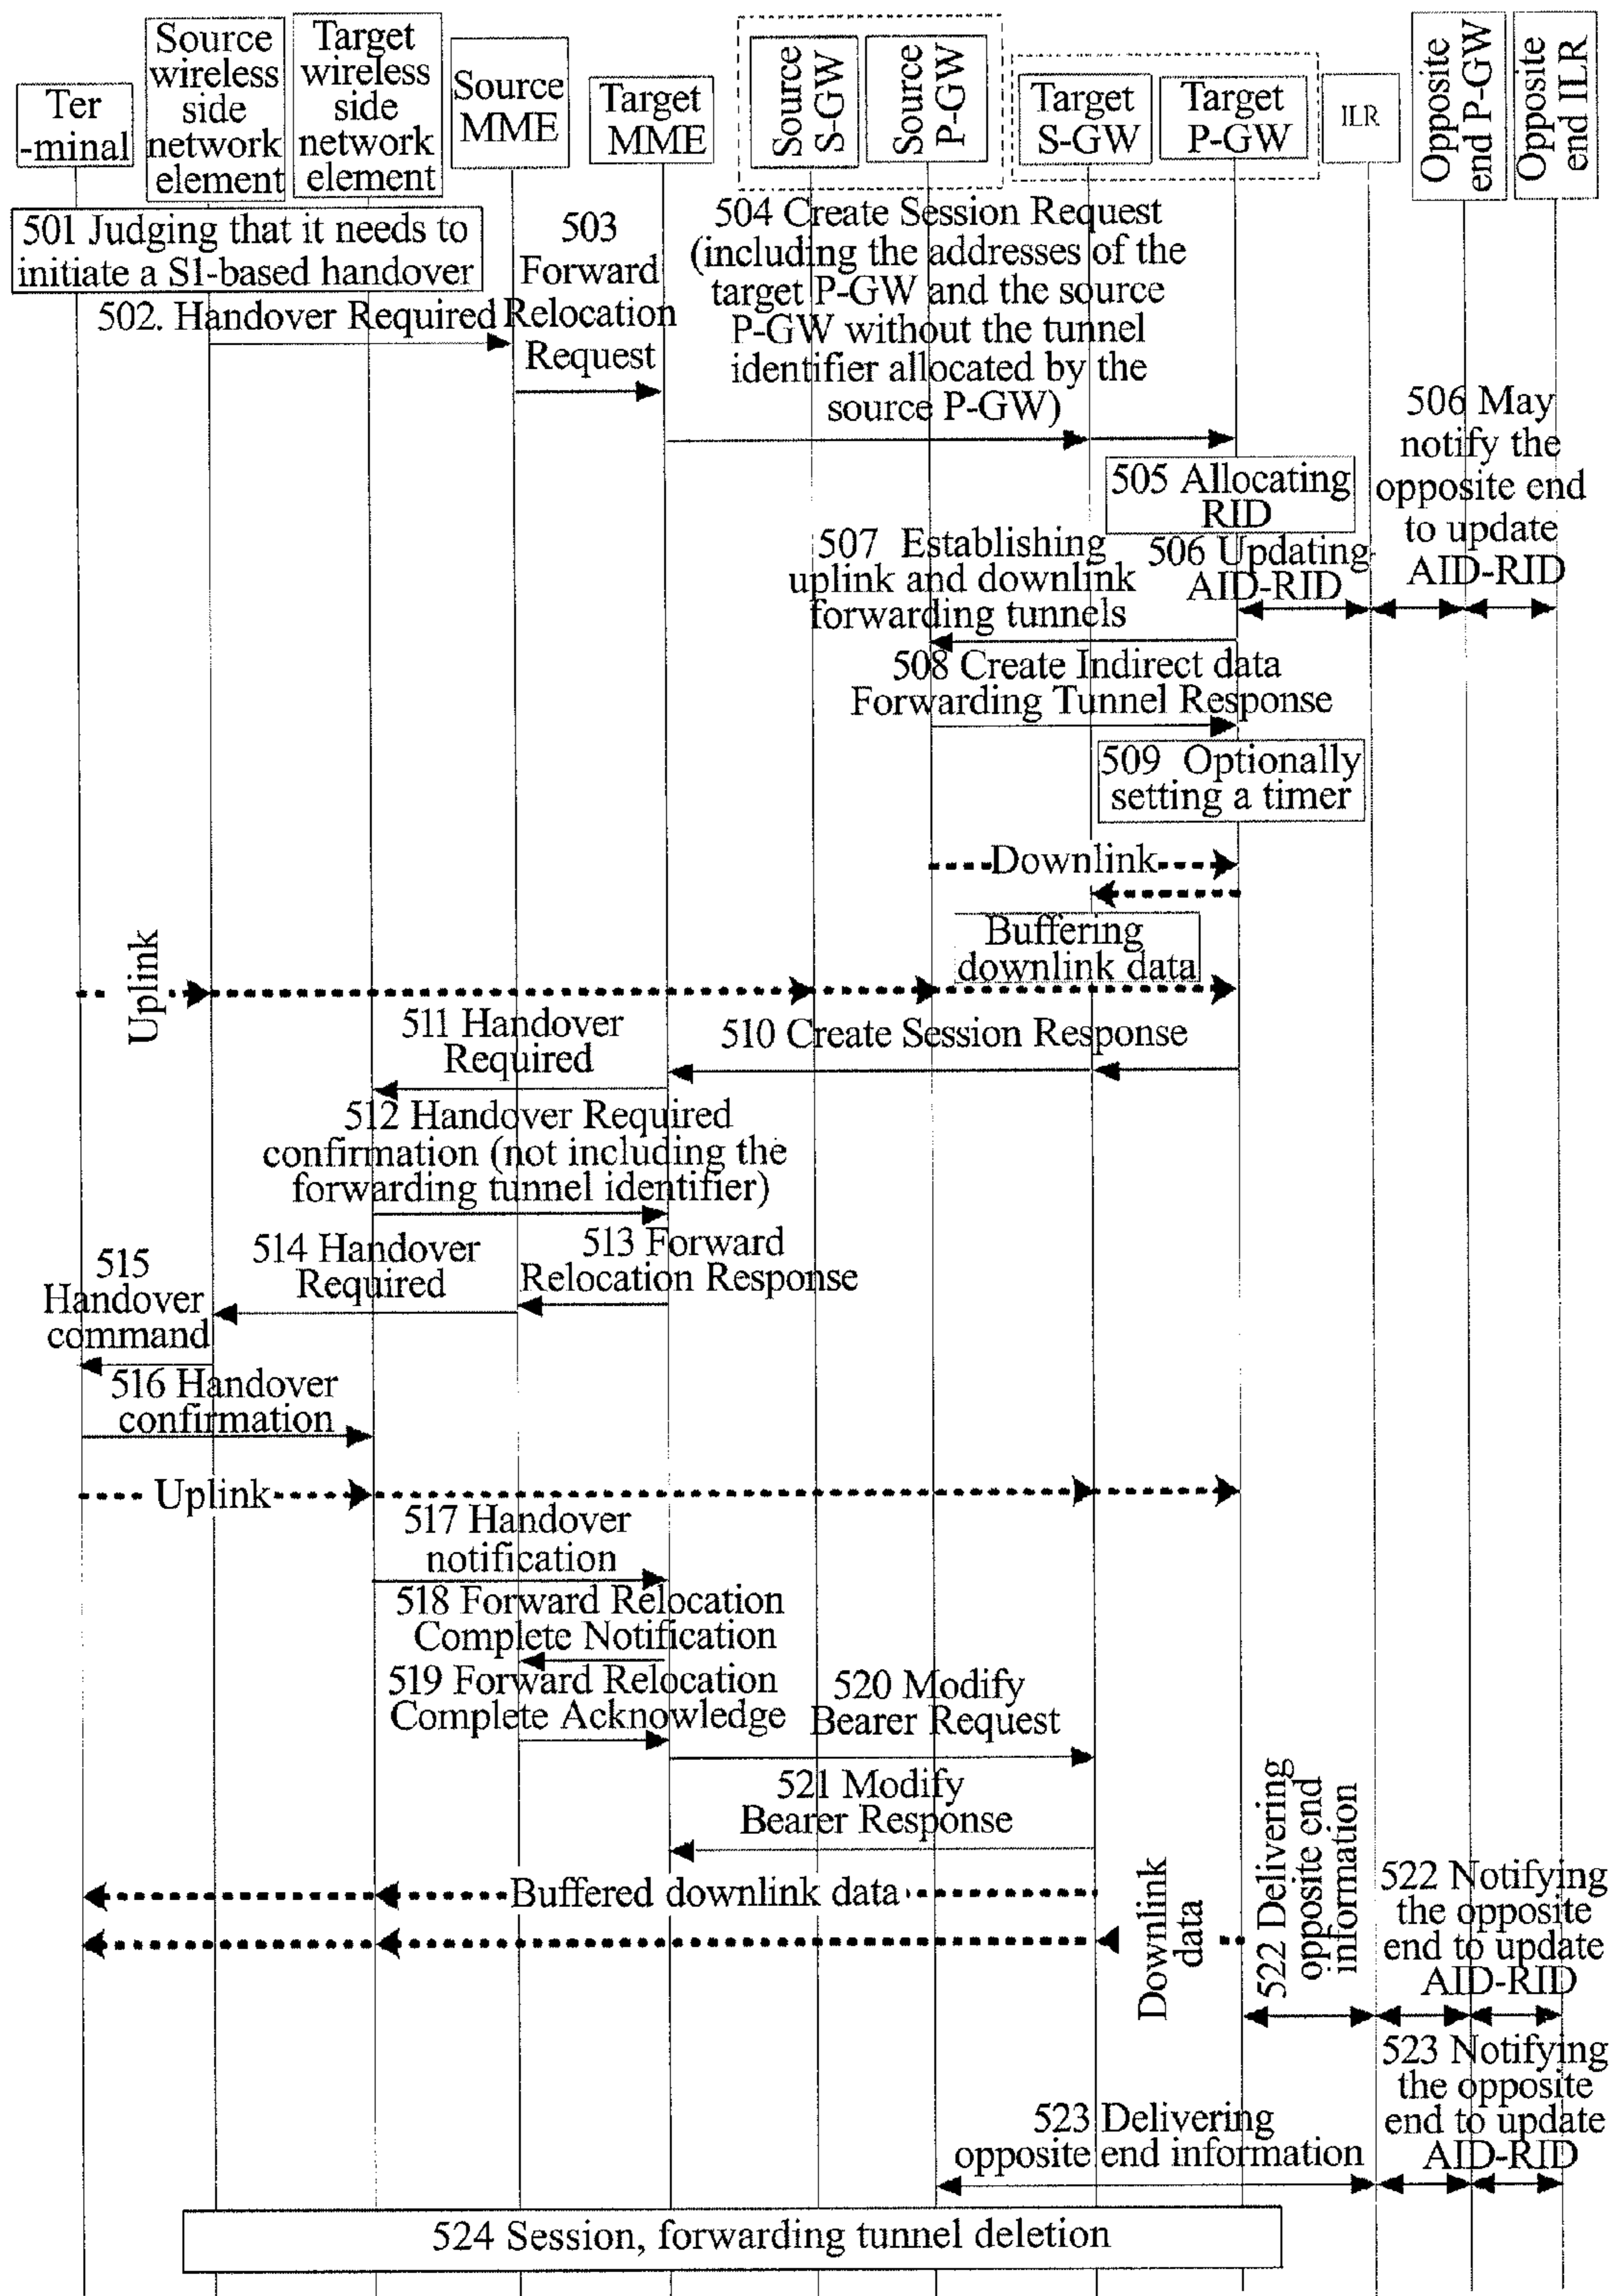 Ter
-minal
Source
wireless
side
network
element
Target
wireless
side
network
element
Source
MME
Target
MME
Source
S-GW
Source
P-GW
Target
S-GW
Target
P-GW
ILR
Opposite
end P-GW
Opposite
end ILR
501 Judging that it needs to
initiate a S1-based handover
502. Handover Required
503
Forward
Relocation
Request
504 Create Session Request
(including the addresses of the
target P-GW and the source
P-GW without the tunnel
identifier allocated by the
source P-GW)
505 Allocating
RID
506 May
notify the
opposite end
to update
AID-RID
506 Updating
AID-RID
507 Establishing
uplink and downlink
forwarding tunnels
508 Create Indirect data
Forwarding Tunnel Response
509 Optionally
setting a timer
Downlink
Buffering
downlink data
Uplink
510 Create Session Response
511 Handover
Required
512 Handover Required
confirmation (not including the
forwarding tunnel identifier)
513 Forward
Relocation Response
514 Handover
Required
515
Handover
command
516 Handover
confirmation
Uplink
517 Handover
notification
518 Forward Relocation
Complete Notification
519 Forward Relocation
Complete Acknowledge
520 Modify
Bearer Request
521 Modify
Bearer Response
Buffered downlink data
Downlink
data
522 Delivering
opposite end
information
522 Notifying
the opposite
end to update
AID-RID
523 Notifying
the opposite
end to update
AID-RID
523 Delivering
opposite end information
524 Session, forwarding tunnel deletion